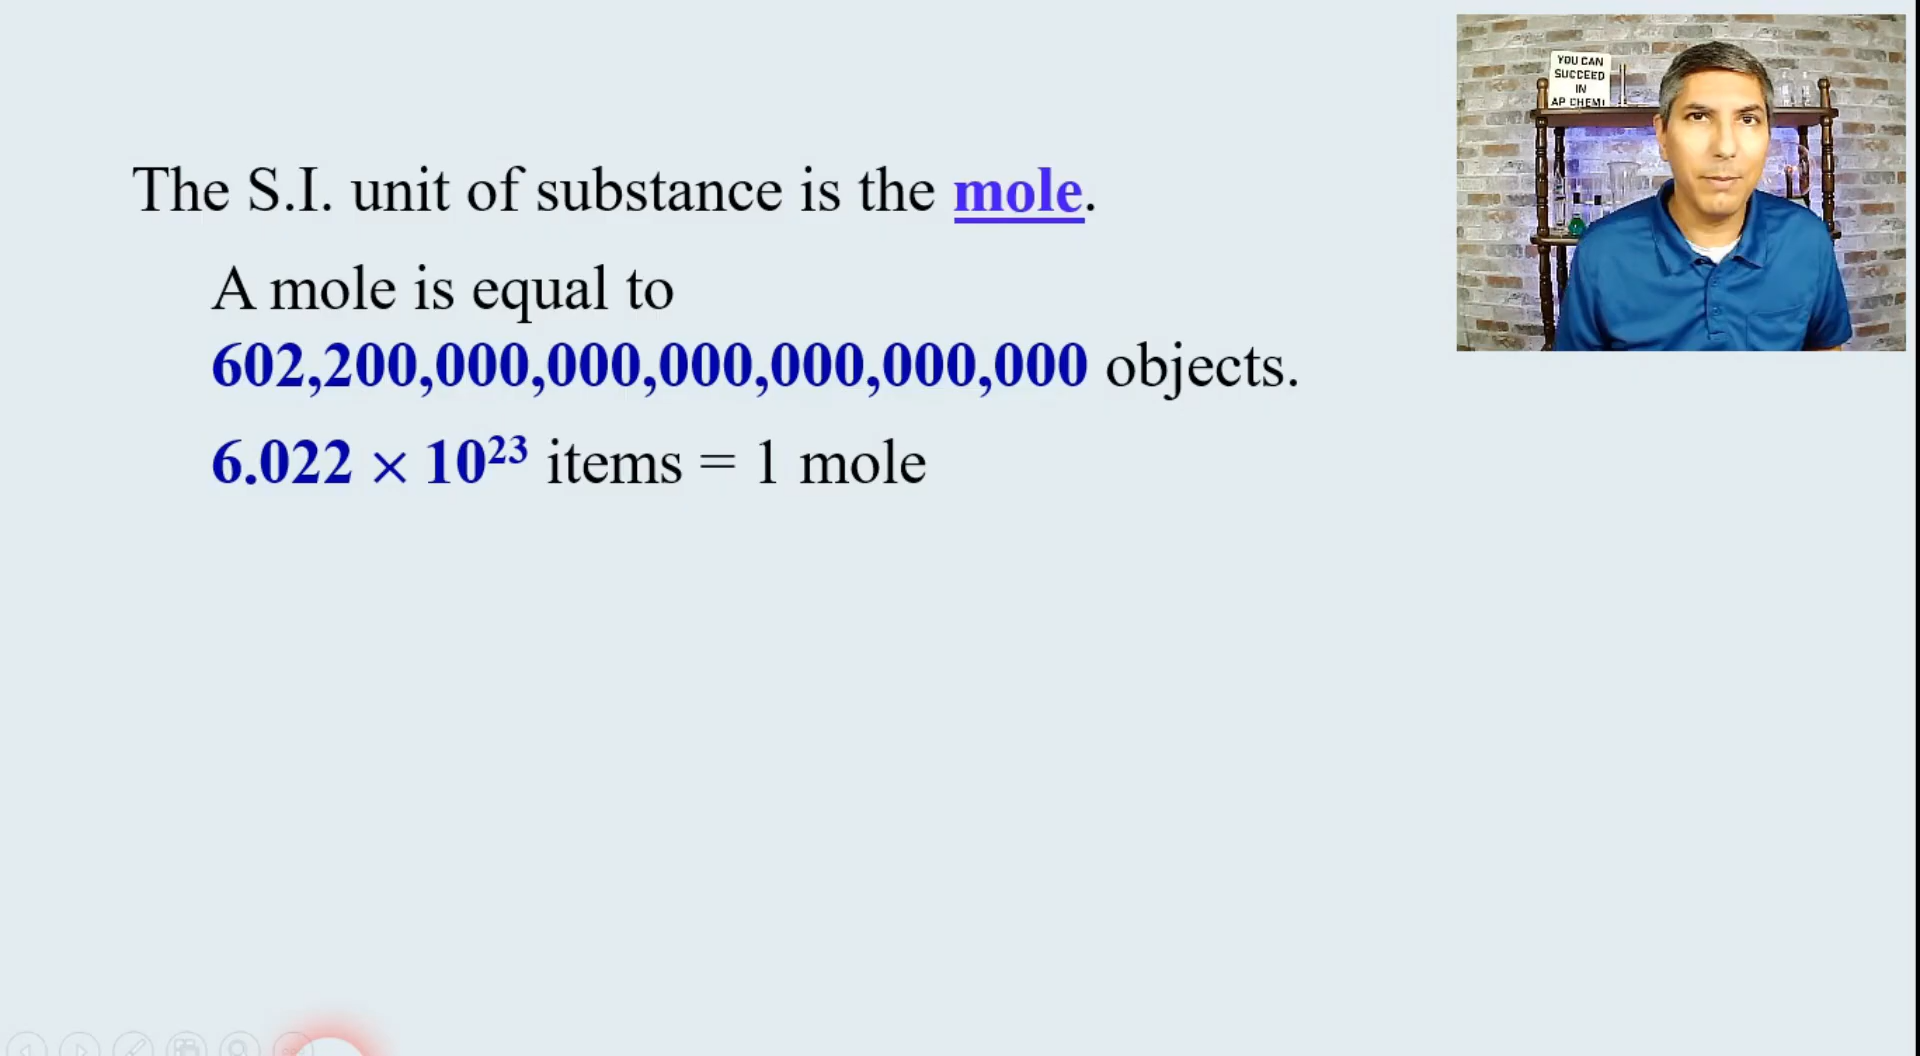 The S.I. unit of substance is the mole.
A mole is equal to
602,200,000,000,000,000,000,000 objects.
6.022 × 10²³ items = 1 mole
YOU CAN
SUCCEED
IN
AP CHEM!